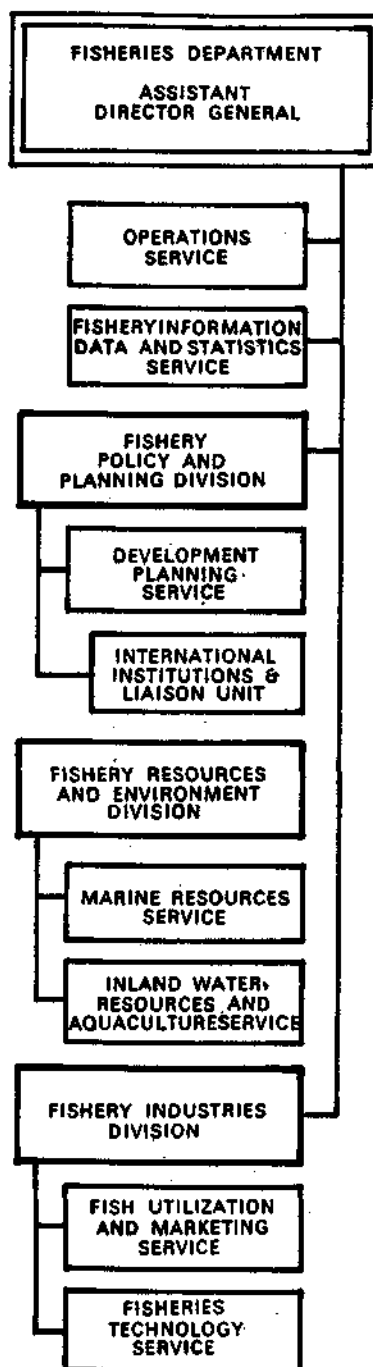 FISHERIES DEPARTMENT
ASSISTANT
DIRECTOR GENERAL
OPERATIONS
SERVICE
FISHERYINFORMATION
DATA AND STATISTICS
SERVICE
FISHERY
POLICY AND
PLANNING DIVISION
DEVELOPMENT
PLANNING
SERVICE
INTERNATIONAL
INSTITUTIONS &
LIAISON UNIT
FISHERY RESOURCES
AND ENVIRONMENT
DIVISION
MARINE RESOURCES
SERVICE
INLAND WATER
RESOURCES AND
AQUACULTURESERVICE
FISHERY INDUSTRIES
DIVISION
FISH UTILIZATION
AND MARKETING
SERVICE
FISHERIES
TECHNOLOGY
SERVICE